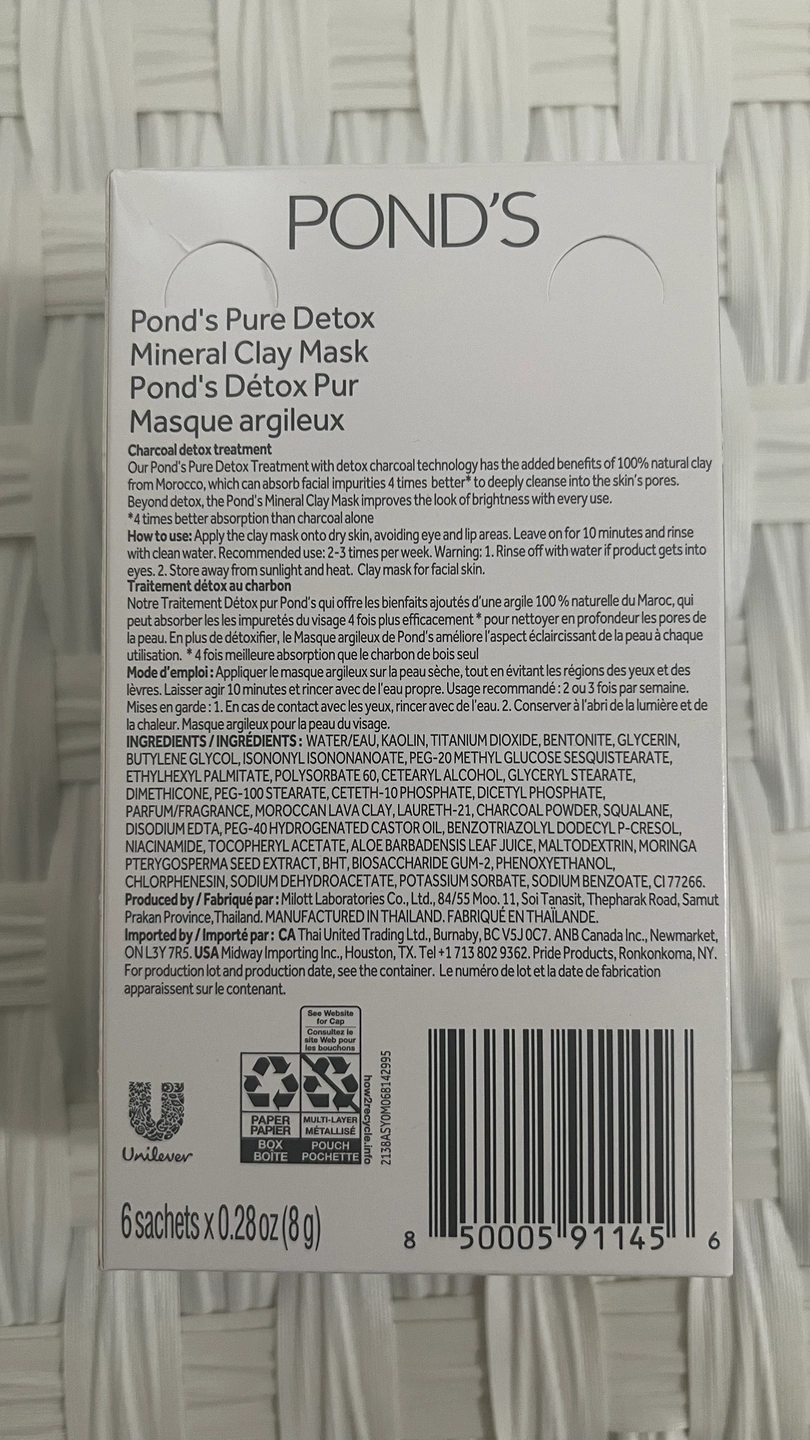 POND'S
Pond's Pure Detox
Mineral Clay Mask
Pond's Détox Pur
Masque argileux
Charcoal detox treatment
Our Pond's Pure Detox Treatment with detox charcoal technology has the added benefits of 100% natural clay
from Morocco, which can absorb facial impurities 4 times better* to deeply cleanse into the skin's pores.
Beyond detox, the Pond's Mineral Clay Mask improves the look of brightness with every use.
*4 times better absorption than charcoal alone
How to use: Apply the clay mask onto dry skin, avoiding eye and lip areas. Leave on for 10 minutes and rinse
with clean water. Recommended use: 2-3 times per week. Warning: 1. Rinse off with water if product gets into
eyes. 2. Store away from sunlight and heat. Clay mask for facial skin.
Traitement détox au charbon
Notre Traitement Détox pur Pond's qui offre les bienfaits ajoutés d'une argile 100 % naturelle du Maroc, qui
peut absorber les les impuretés du visage 4 fois plus efficacement * pour nettoyer en profondeur les pores de
la peau. En plus de détoxifier, le Masque argileux de Pond's améliore l'aspect éclaircissant de la peau à chaque
utilisation. * 4 fois meilleure absorption que le charbon de bois seul
Mode d'emploi : Appliquer le masque argileux sur la peau sèche, tout en évitant les régions des yeux et des
lèvres. Laisser agir 10 minutes et rincer avec de l'eau propre. Usage recommandé : 2 ou 3 fois par semaine.
Mises en garde : 1. En cas de contact avec les yeux, rincer avec de l'eau. 2. Conserver à l'abri de la lumière et de
la chaleur. Masque argileux pour la peau du visage.
INGREDIENTS / INGRÉDIENTS : WATER/EAU, KAOLIN, TITANIUM DIOXIDE, BENTONITE, GLYCERIN,
BUTYLENE GLYCOL, ISONONYL ISONONANOATE, PEG-20 METHYL GLUCOSE SESQUISTEARATE,
ETHYLHEXYL PALMITATE, POLYSORBATE 60, CETEARYL ALCOHOL, GLYCERYL STEARATE,
DIMETHICONE, PEG-100 STEARATE, CETETH-10 PHOSPHATE, DICETYL PHOSPHATE,
PARFUM/FRAGRANCE, MOROCCAN LAVA CLAY, LAURETH-21, CHARCOAL POWDER, SQUALANE,
DISODIUM EDTA, PEG-40 HYDROGENATED CASTOR OIL, BENZOTRIAZOLYL DODECYL P-CRESOL,
NIACINAMIDE, TOCOPHERYL ACETATE, ALOE BARBADENSIS LEAF JUICE, MALTODEXTRIN, MORINGA
PTERYGOSPERMA SEED EXTRACT, BHT, BIOSACCHARIDE GUM-2, PHENOXYETHANOL,
CHLORPHENESIN, SODIUM DEHYDROACETATE, POTASSIUM SORBATE, SODIUM BENZOATE, CI 77266.
Produced by / Fabriqué par : Milott Laboratories Co., Ltd., 84/55 Moo. 11, Soi Tanasit, Thepharak Road, Samut
Prakan Province, Thailand. MANUFACTURED IN THAILAND. FABRIQUÉ EN THAÏLANDE.
Imported by / Importé par : CA Thai United Trading Ltd., Burnaby, BC V5J 0C7. ANB Canada Inc., Newmarket,
ON L3Y 7R5. USA Midway Importing Inc., Houston, TX. Tel +1 713 802 9362. Pride Products, Ronkonkoma, NY.
For production lot and production date, see the container. Le numéro de lot et la date de fabrication
apparaissent sur le contenant.
See Website
for Cap
Consultez le
site Web pour
les bouchons
PAPER
PAPIER
BOX
BOÎTE
MULTI-LAYER
MÉTALLISÉ
POUCH
POCHETTE
how2recycle.info
2138ASY0M068142995
Unilever
6 sachets x 0.28 oz (8 g)
8 50005 91145 6